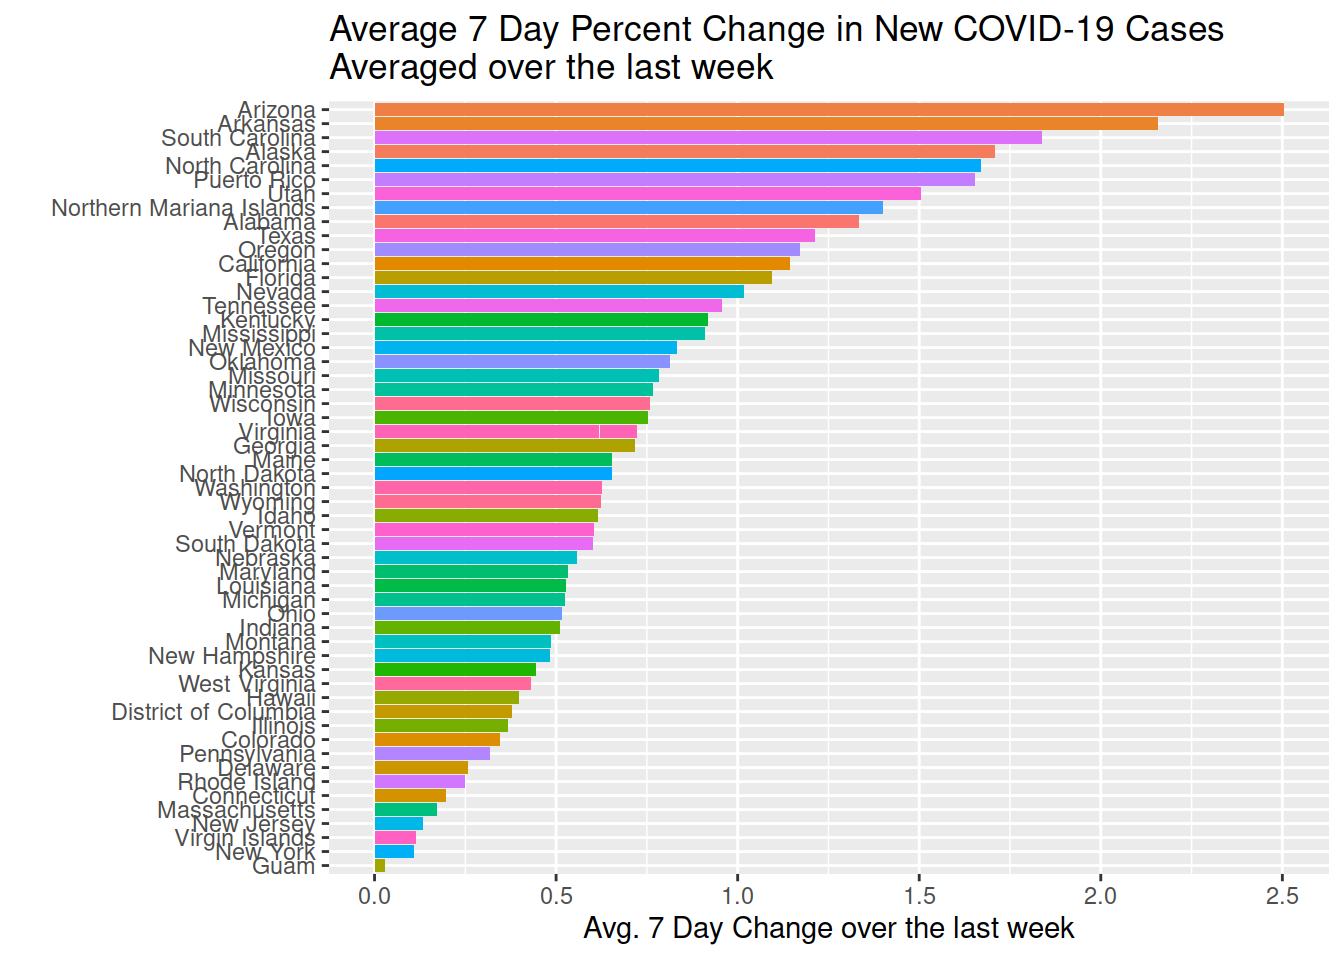 Average 7 Day Percent Change in New COVID-19 Cases
Averaged over the last week
Arizona
Arkansas
South Carolina
Alaska
North Carolina
Puerto Rico
Utah
Northern Mariana Islands
Alabama
Texas
Oregon
California
Florida
Nevada
Tennessee
Kentucky
Mississippi
New Mexico
Oklahoma
Missouri
Minnesota
Wisconsin
Iowa
Virginia
Georgia
Maine
North Dakota
Washington
Wyoming
Idaho
Vermont
South Dakota
Nebraska
Maryland
Louisiana
Michigan
Ohio
Indiana
Montana
New Hampshire
Kansas
West Virginia
Hawaii
District of Columbia
Illinois
Colorado
Pennsylvania
Delaware
Rhode Island
Connecticut
Massachusetts
New Jersey
Virgin Islands
New York
Guam
0.0 0.5 1.0 1.5 2.0 2.5
Avg. 7 Day Change over the last week